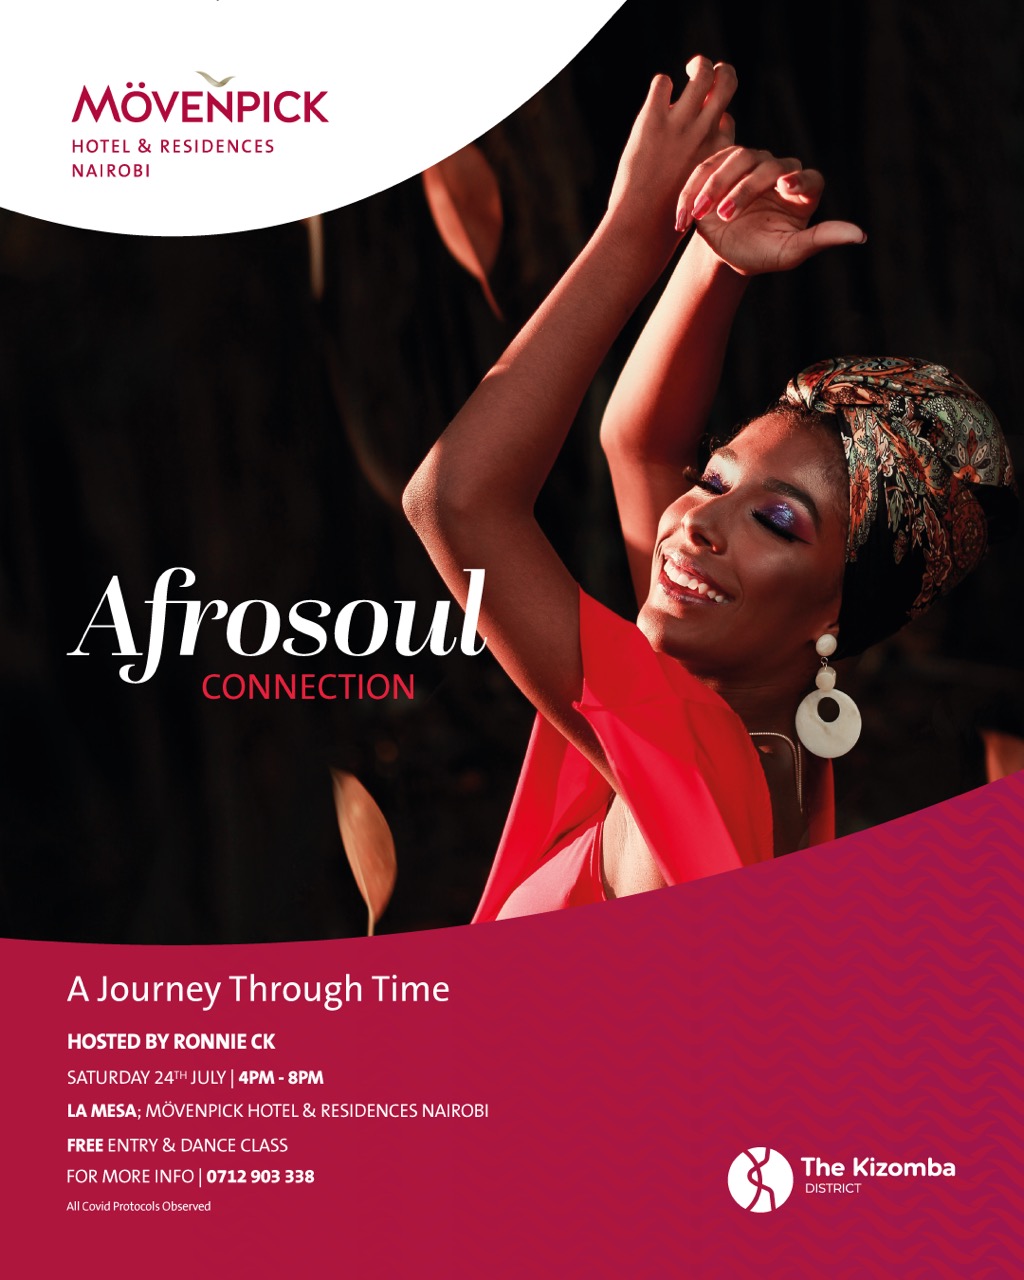 MÖVENPICK
HOTEL & RESIDENCES
NAIROBI
Afrosoul
CONNECTION
A Journey Through Time
HOSTED BY RONNIE CK
SATURDAY 24TH JULY | 4PM - 8PM
LA MESA; MÖVENPICK HOTEL & RESIDENCES NAIROBI
FREE ENTRY & DANCE CLASS
FOR MORE INFO | 0712 903 338
All Covid Protocols Observed
The Kizomba
DISTRICT